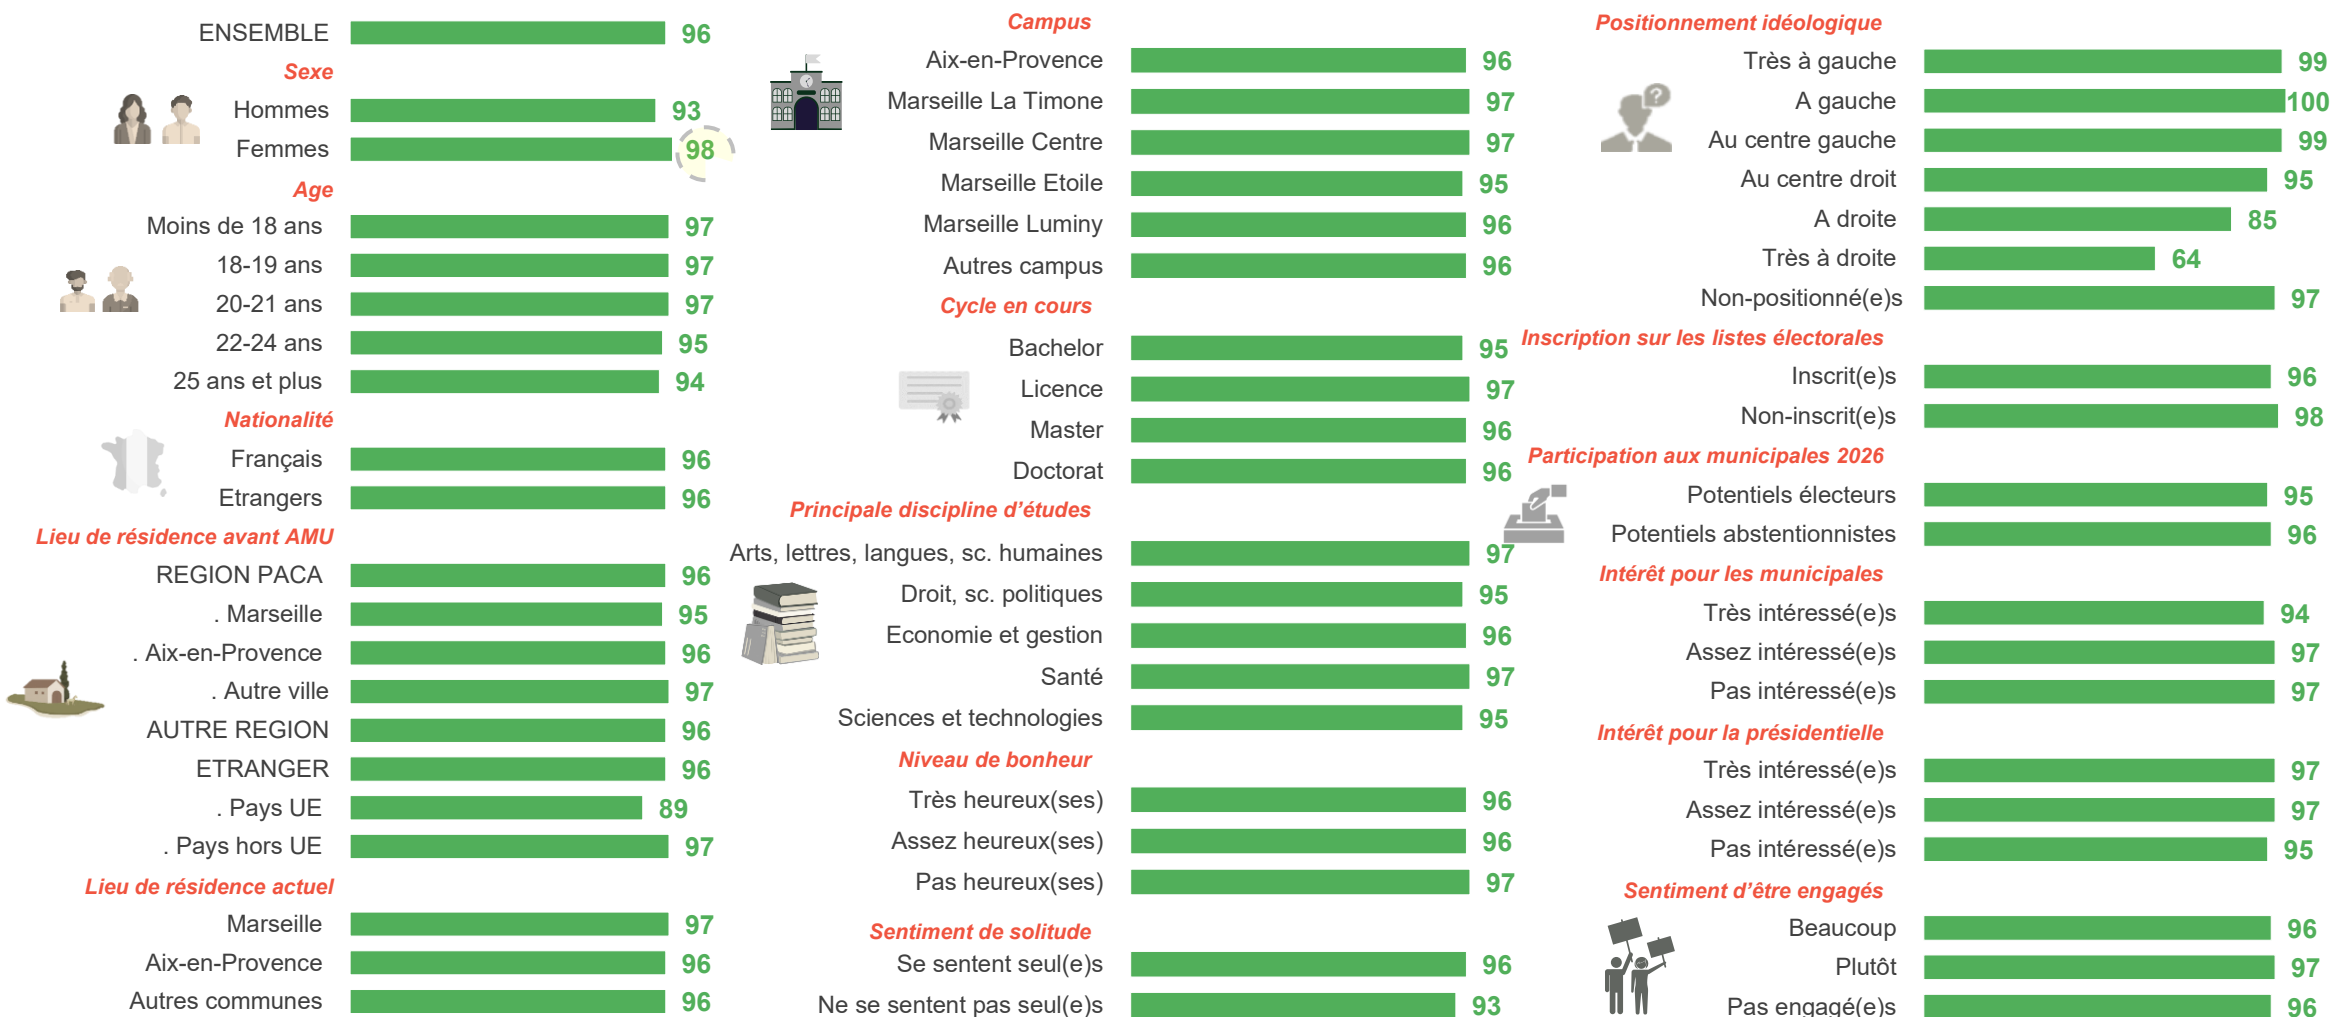 ENSEMBLE 96
Sexe
Hommes 93
Femmes 98
Age
Moins de 18 ans 97
18-19 ans 97
20-21 ans 97
22-24 ans 95
25 ans et plus 94
Nationalité
Français 96
Etrangers 96
Lieu de résidence avant AMU
REGION PACA 96
. Marseille 95
. Aix-en-Provence 96
. Autre ville 97
AUTRE REGION 96
ETRANGER 96
. Pays UE 89
. Pays hors UE 97
Lieu de résidence actuel
Marseille 97
Aix-en-Provence 96
Autres communes 96
Campus
Aix-en-Provence 96
Marseille La Timone 97
Marseille Centre 97
Marseille Etoile 95
Marseille Luminy 96
Autres campus 96
Cycle en cours
Bachelor 95
Licence 97
Master 96
Doctorat 96
Principale discipline d’études
Arts, lettres, langues, sc. humaines 97
Droit, sc. politiques 95
Economie et gestion 96
Santé 97
Sciences et technologies 95
Niveau de bonheur
Très heureux(ses) 96
Assez heureux(ses) 96
Pas heureux(ses) 97
Sentiment de solitude
Se sentent seul(e)s 96
Ne se sentent pas seul(e)s 93
Positionnement idéologique
Très à gauche 99
A gauche 100
Au centre gauche 99
Au centre droit 95
A droite 85
Très à droite 64
Non-positionné(e)s 97
Inscription sur les listes électorales
Inscrit(e)s 96
Non-inscrit(e)s 98
Participation aux municipales 2026
Potentiels électeurs 95
Potentiels abstentionnistes 96
Intérêt pour les municipales
Très intéressé(e)s 94
Assez intéressé(e)s 97
Pas intéressé(e)s 97
Intérêt pour la présidentielle
Très intéressé(e)s 97
Assez intéressé(e)s 97
Pas intéressé(e)s 95
Sentiment d’être engagés
Beaucoup 96
Plutôt 97
Pas engagé(e)s 96
?